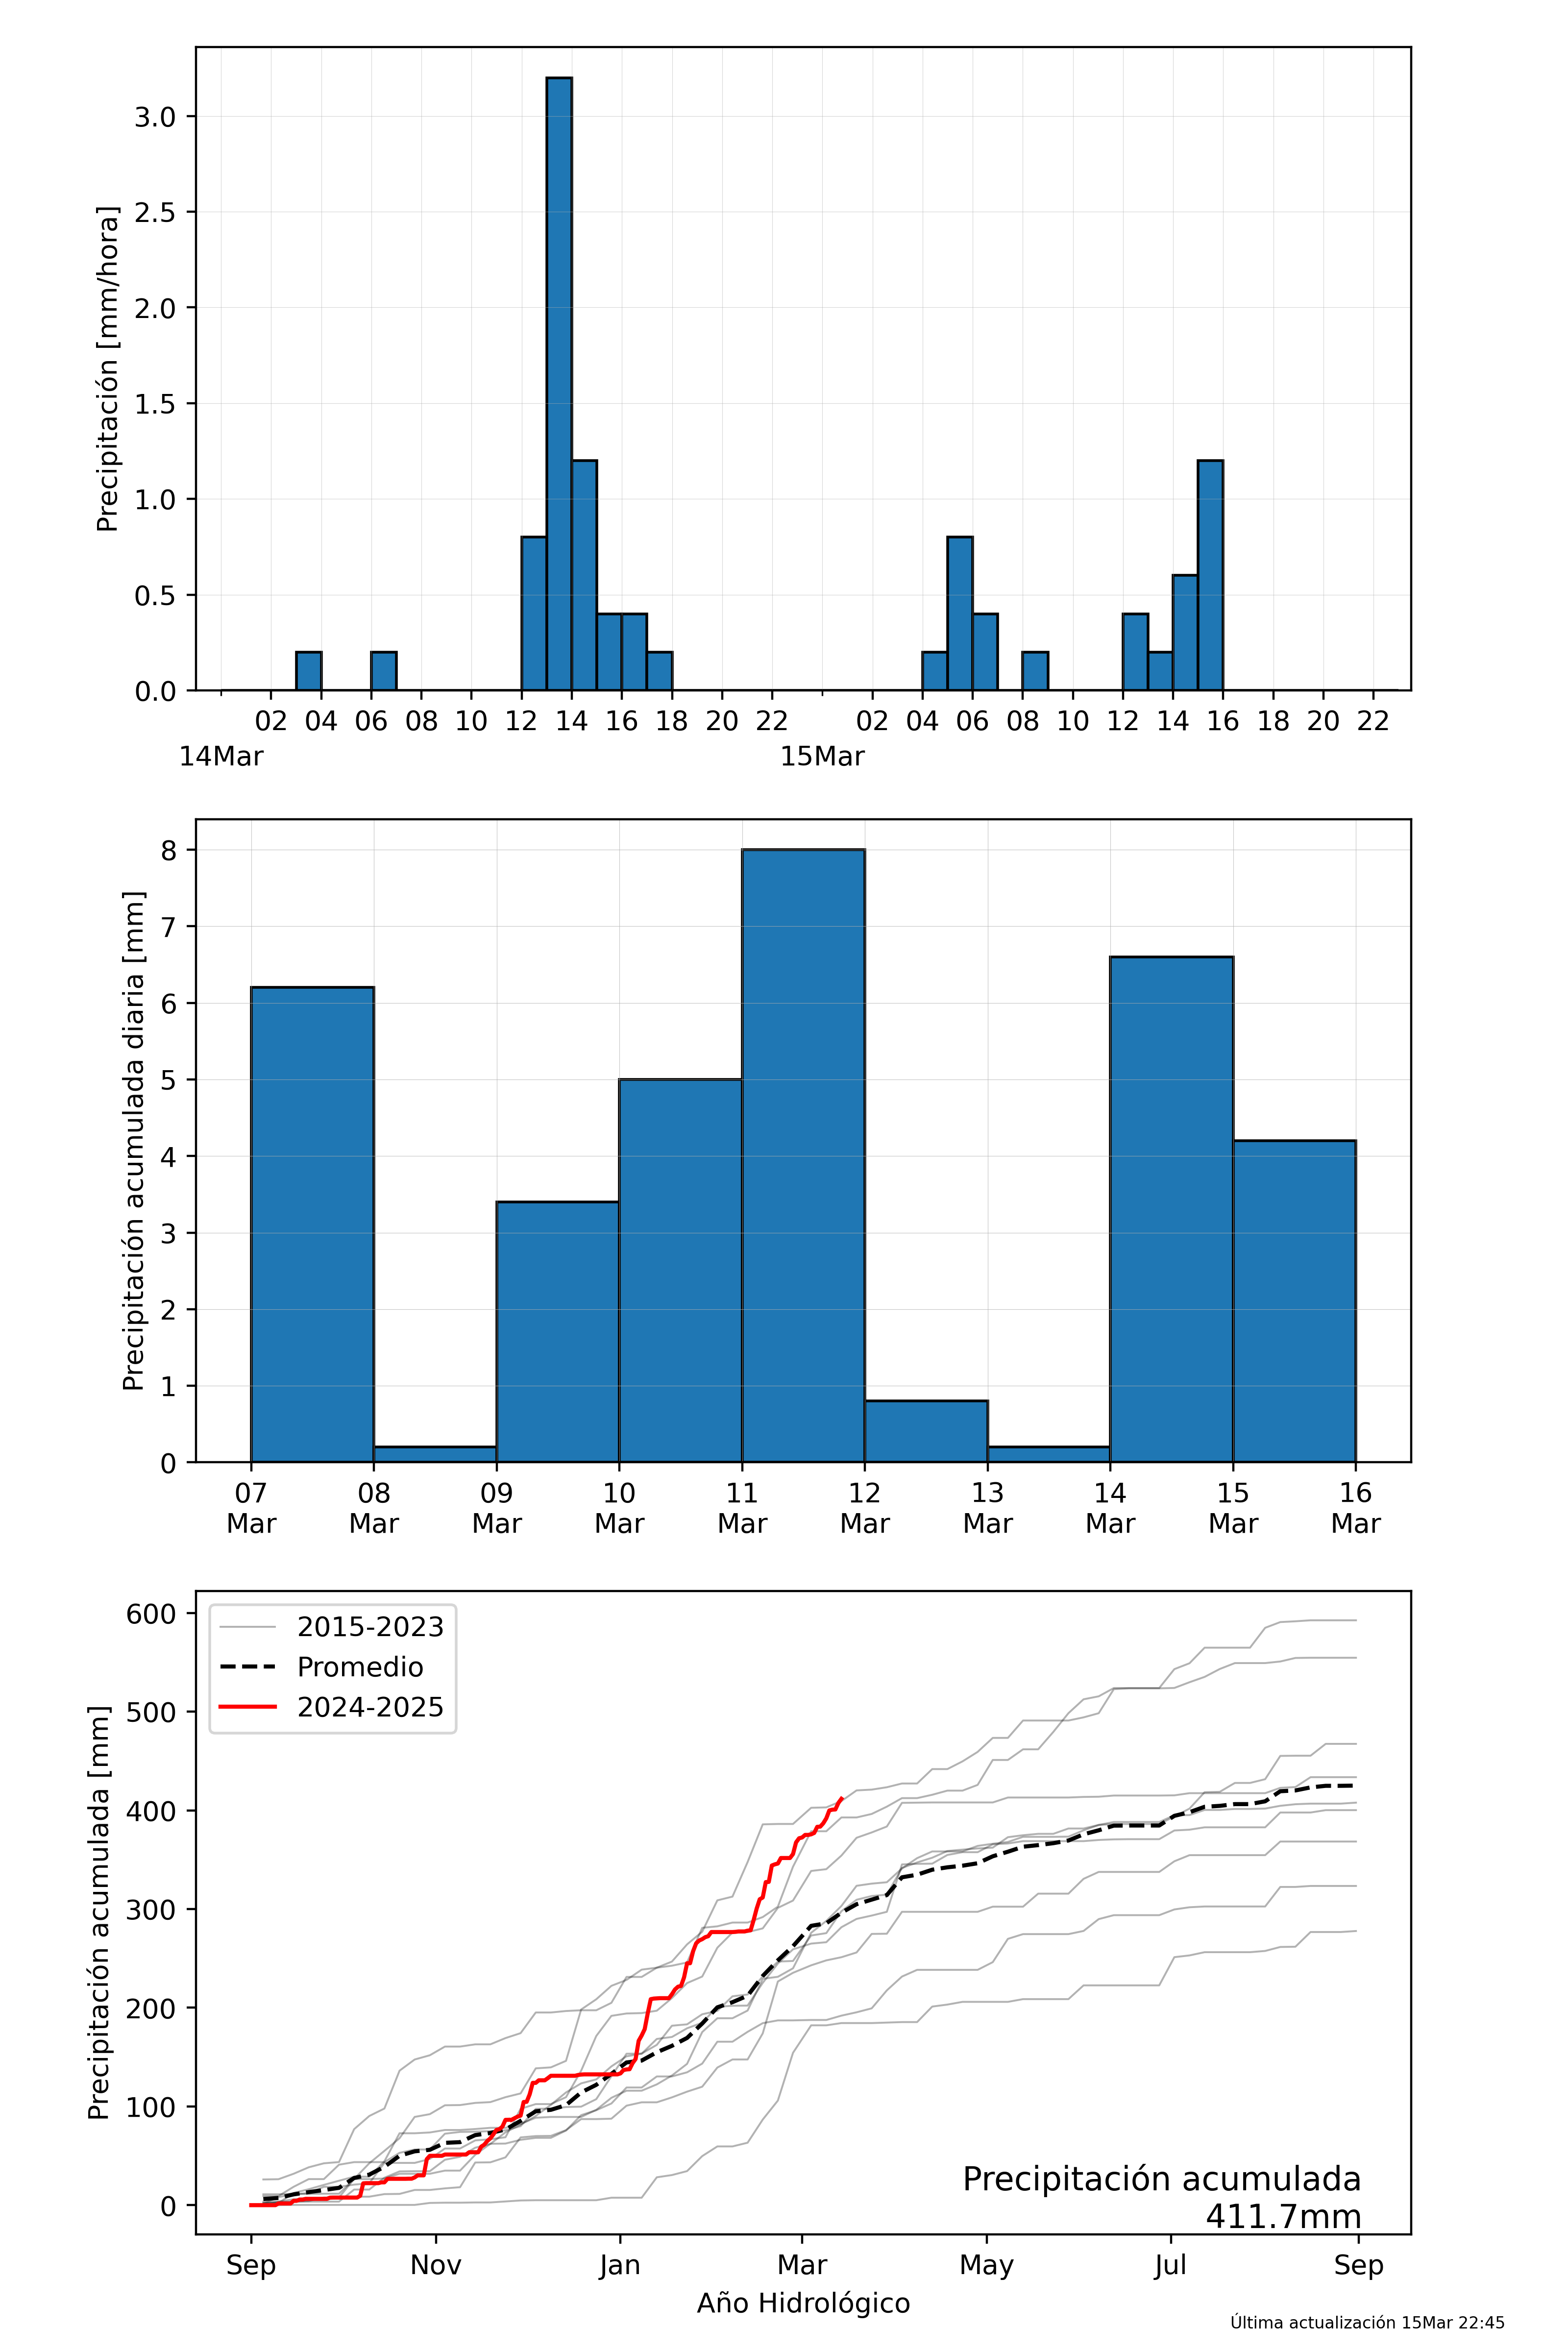 Precipitación [mm/hora]
3.0
2.5
2.0
1.5
1.0
0.5
0.0
02 04 06 08 10 12 14 16 18 20 22 02 04 06 08 10 12 14 16 18 20 22
14Mar 15Mar
Precipitación acumulada diaria [mm]
8
7
6
5
4
3
2
1
0
07 08 09 10 11 12 13 14 15 16
Mar Mar Mar Mar Mar Mar Mar Mar Mar Mar
Precipitación acumulada [mm]
600
500
400
300
200
100
0
2015-2023
Promedio
2024-2025
Precipitación acumulada
411.7mm
Sep Nov Jan Mar May Jul Sep
Año Hidrológico
Última actualización 15Mar 22:45